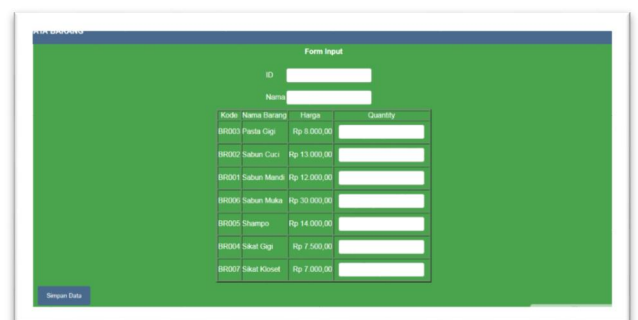 DATA BARANG
Form Input
ID
Nama
Kode Nama Barang Harga Quantity
BR003 Pasta Gigi Rp 8.000,00
BR002 Sabun Cuci Rp 13.000,00
BR001 Sabun Mandi Rp 12.000,00
BR006 Sabun Muka Rp 30.000,00
BR005 Shampo Rp 14.000,00
BR004 Sikat Gigi Rp 7.500,00
BR007 Sikat Kloset Rp 7.000,00
Simpan Data